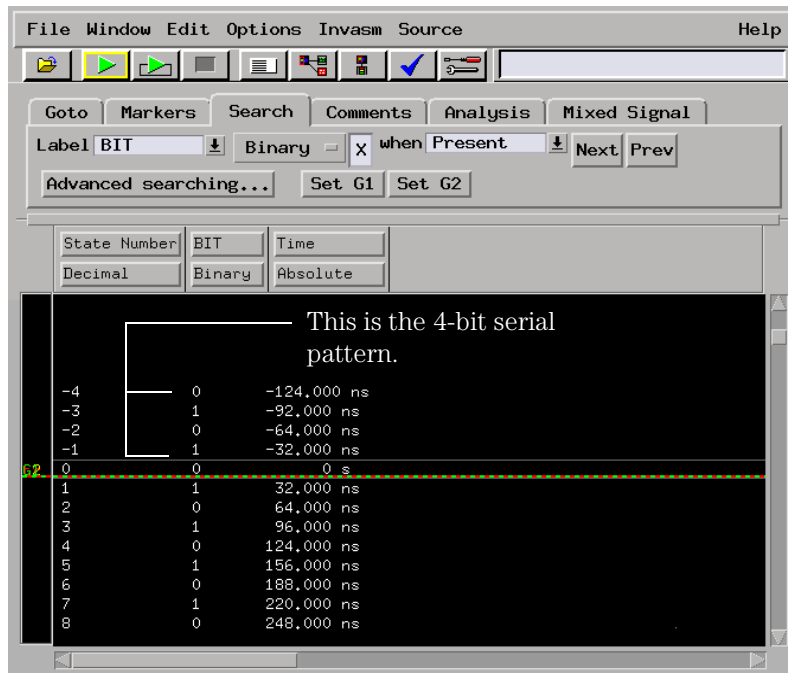 File Window Edit Options Invasm Source Help
Goto Markers Search Comments Analysis Mixed Signal
Label BIT Binary X when Present Next Prev
Advanced searching... Set G1 Set G2
State Number BIT Time
Decimal Binary Absolute
This is the 4-bit serial
pattern.
-4 0 -124.000 ns
-3 1 -92.000 ns
-2 0 -64.000 ns
-1 1 -32.000 ns
G2 0 0 0 s
1 1 32.000 ns
2 0 64.000 ns
3 1 96.000 ns
4 0 124.000 ns
5 1 156.000 ns
6 0 188.000 ns
7 1 220.000 ns
8 0 248.000 ns